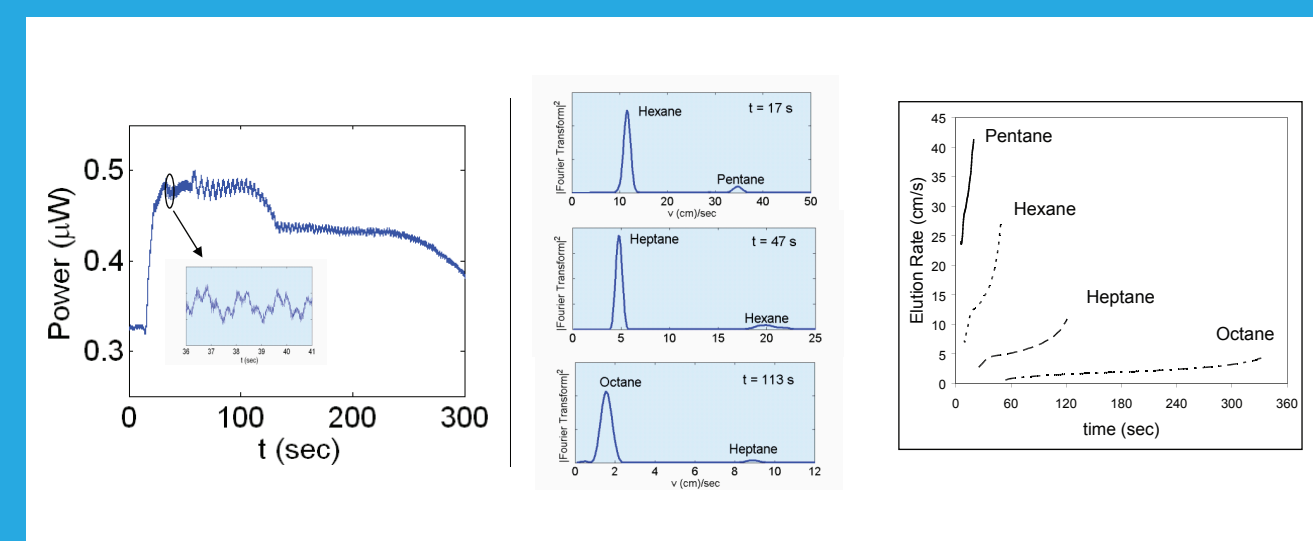 Power (μW)
0.5
0.4
0.3
0 100 200 300
t (sec)
36 37 38 39 40 41
t (sec)
|Fourier Transform|²
Hexane
t = 17 s
Pentane
0 10 20 30 40 50
v (cm)/sec
|Fourier Transform|²
Heptane
t = 47 s
Hexane
0 5 10 15 20 25
|Fourier Transform|²
Octane
t = 113 s
Heptane
0 2 4 6 8 10 12
v (cm)/sec
Elution Rate (cm/s)
45
40
35
30
25
20
15
10
5
0
Pentane
Hexane
Heptane
Octane
0 60 120 180 240 300 360
time (sec)